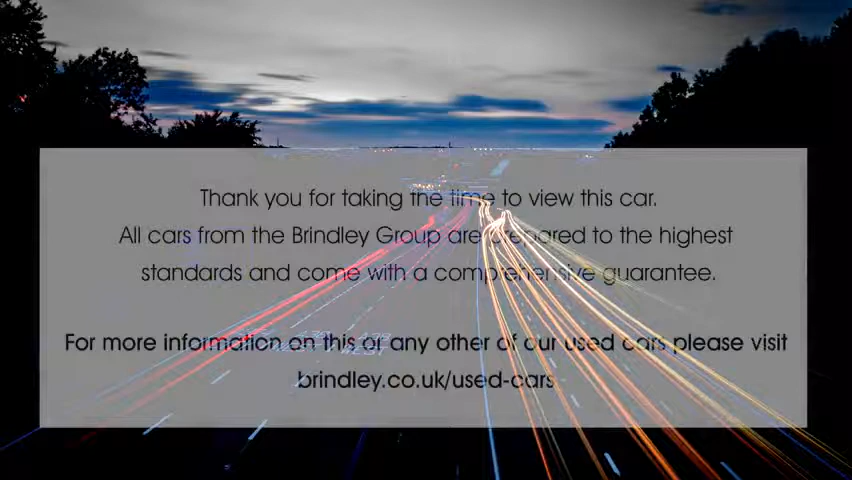 Thank you for taking the time to view this car.
All cars from the Brindley Group are prepared to the highest
standards and come with a comprehensive guarantee.
For more information on this or any other of our used cars please visit
brindley.co.uk/used-cars